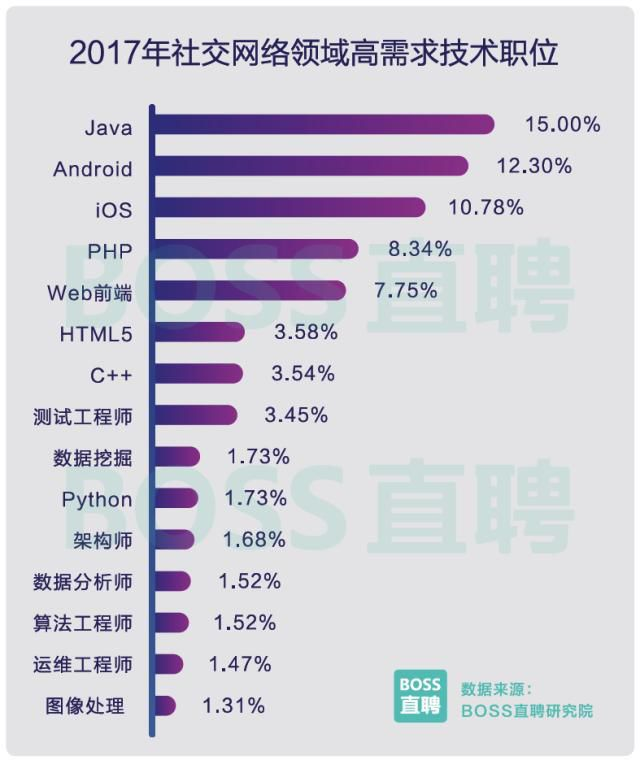 2017年社交网络领域高需求技术职位
Java 15.00%
Android 12.30%
iOS 10.78%
PHP 8.34%
Web前端 7.75%
HTML5 3.58%
C++ 3.54%
测试工程师 3.45%
数据挖掘 1.73%
Python 1.73%
架构师 1.68%
数据分析师 1.52%
算法工程师 1.52%
运维工程师 1.47%
图像处理 1.31%
BOSS直聘
BOSS直聘
BOSS
直聘
数据来源：
BOSS直聘研究院